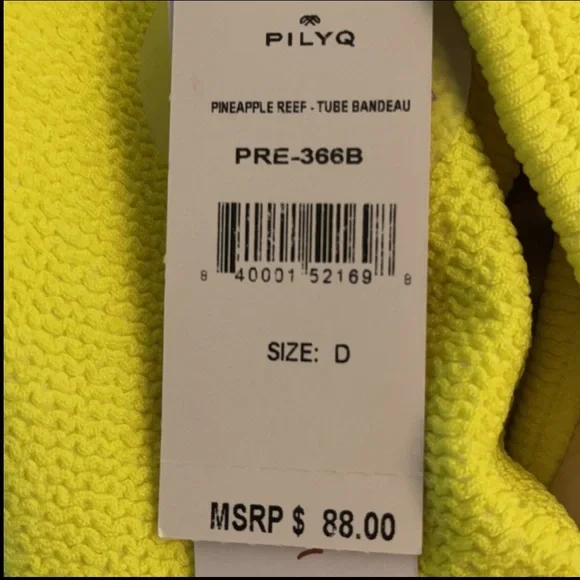 PILYQ
PINEAPPLE REEF - TUBE BANDEAU
PRE-366B
8 40001 52169 8
SIZE: D
MSRP $ 88.00